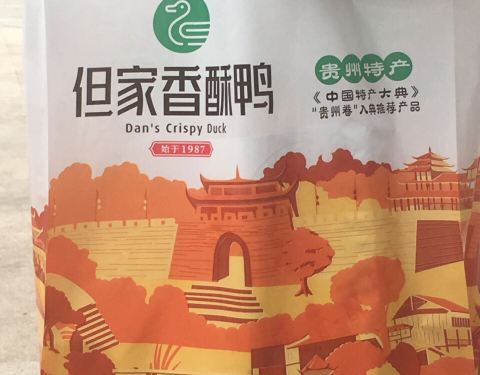 但家香酥鸭
Dan's Crispy Duck
始于1987
贵州特产
《中国特产大典》
“贵州卷”入典推荐产品